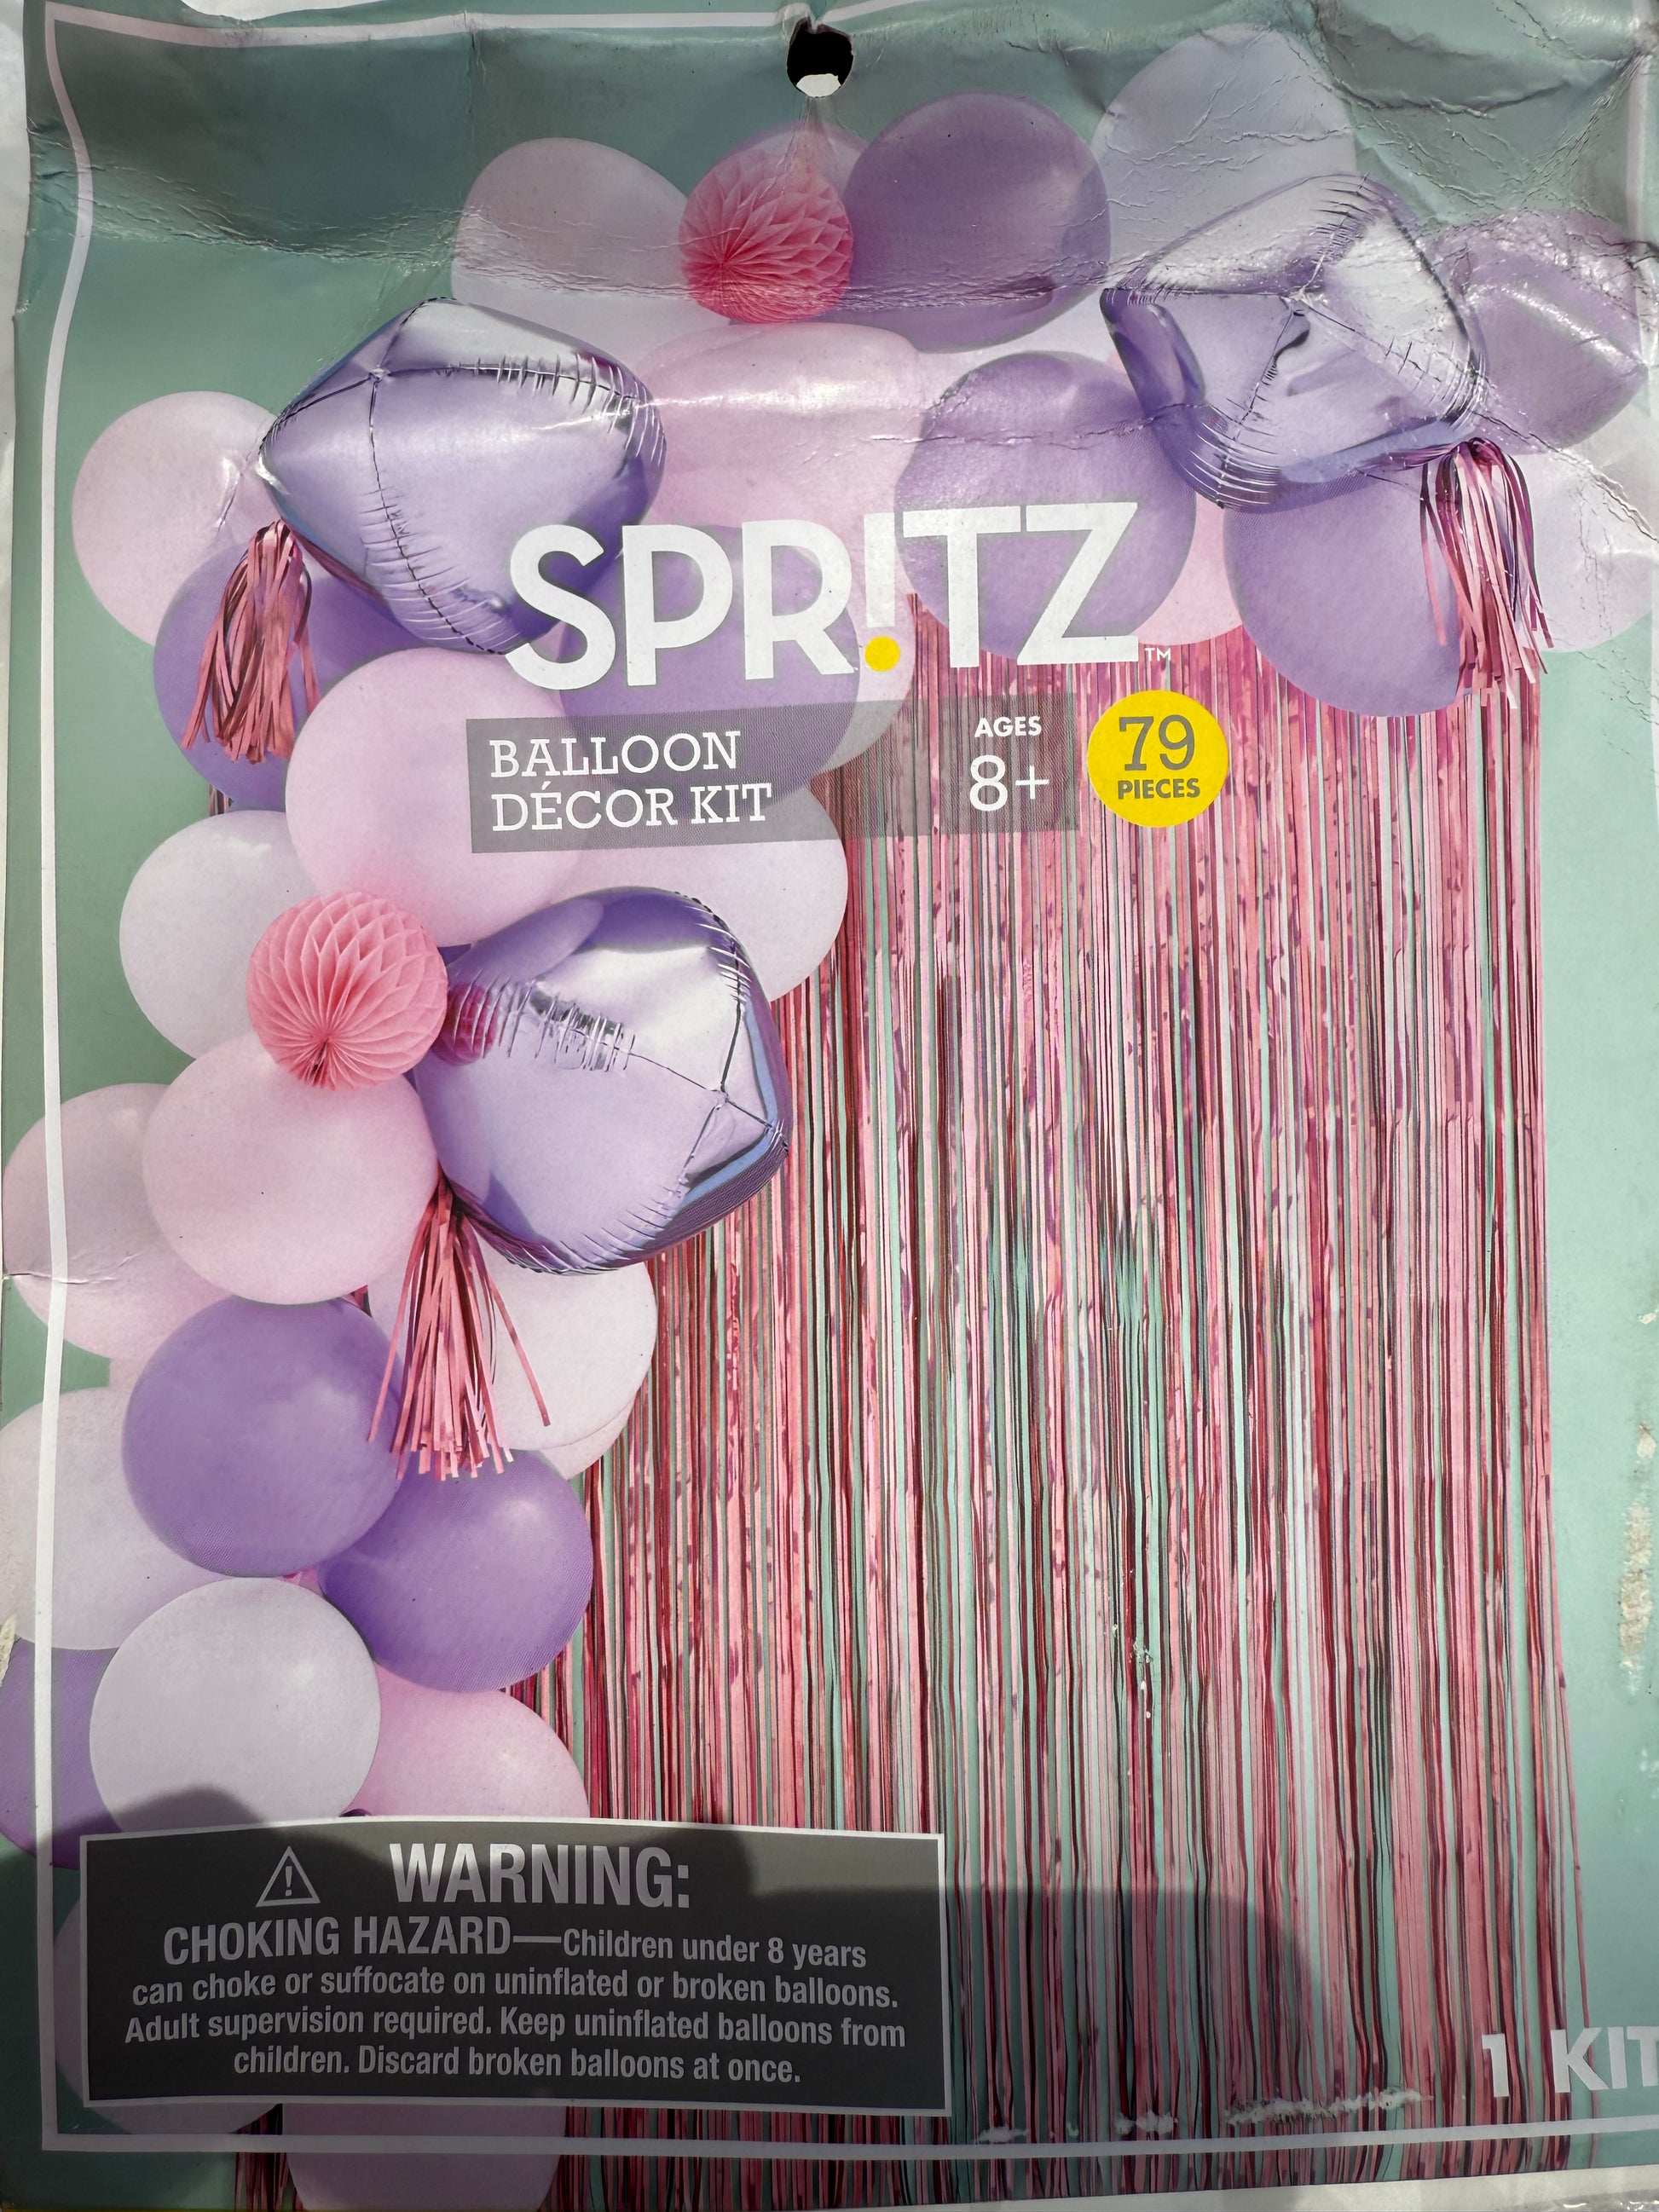 SPR!TZ™
BALLOON
DÉCOR KIT
AGES
8+
79
PIECES
WARNING:
CHOKING HAZARD—Children under 8 years
can choke or suffocate on uninflated or broken balloons.
Adult supervision required. Keep uninflated balloons from
children. Discard broken balloons at once.
1 KIT